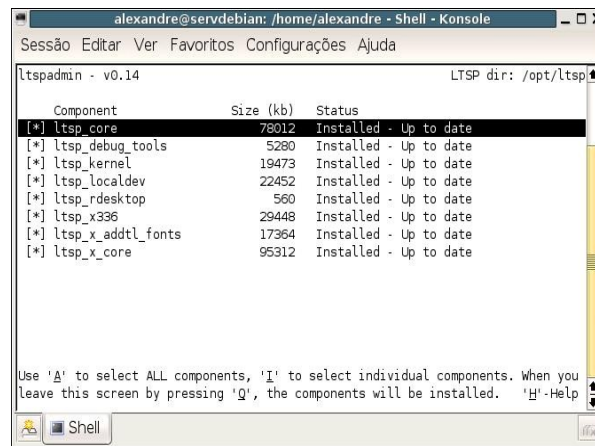 alexandre@servdebian: /home/alexandre - Shell - Konsole
Sessão Editar Ver Favoritos Configurações Ajuda
ltspadmin - v0.14 LTSP dir: /opt/ltsp
Component Size (kb) Status
[*] ltsp_core 78012 Installed - Up to date
[*] ltsp_debug_tools 5280 Installed - Up to date
[*] ltsp_kernel 19473 Installed - Up to date
[*] ltsp_localdev 22452 Installed - Up to date
[*] ltsp_rdesktop 560 Installed - Up to date
[*] ltsp_x336 29448 Installed - Up to date
[*] ltsp_x_addtl_fonts 17364 Installed - Up to date
[*] ltsp_x_core 95312 Installed - Up to date
Use 'A' to select ALL components, 'I' to select individual components. When you
leave this screen by pressing 'Q', the components will be installed. 'H'-Help
Shell